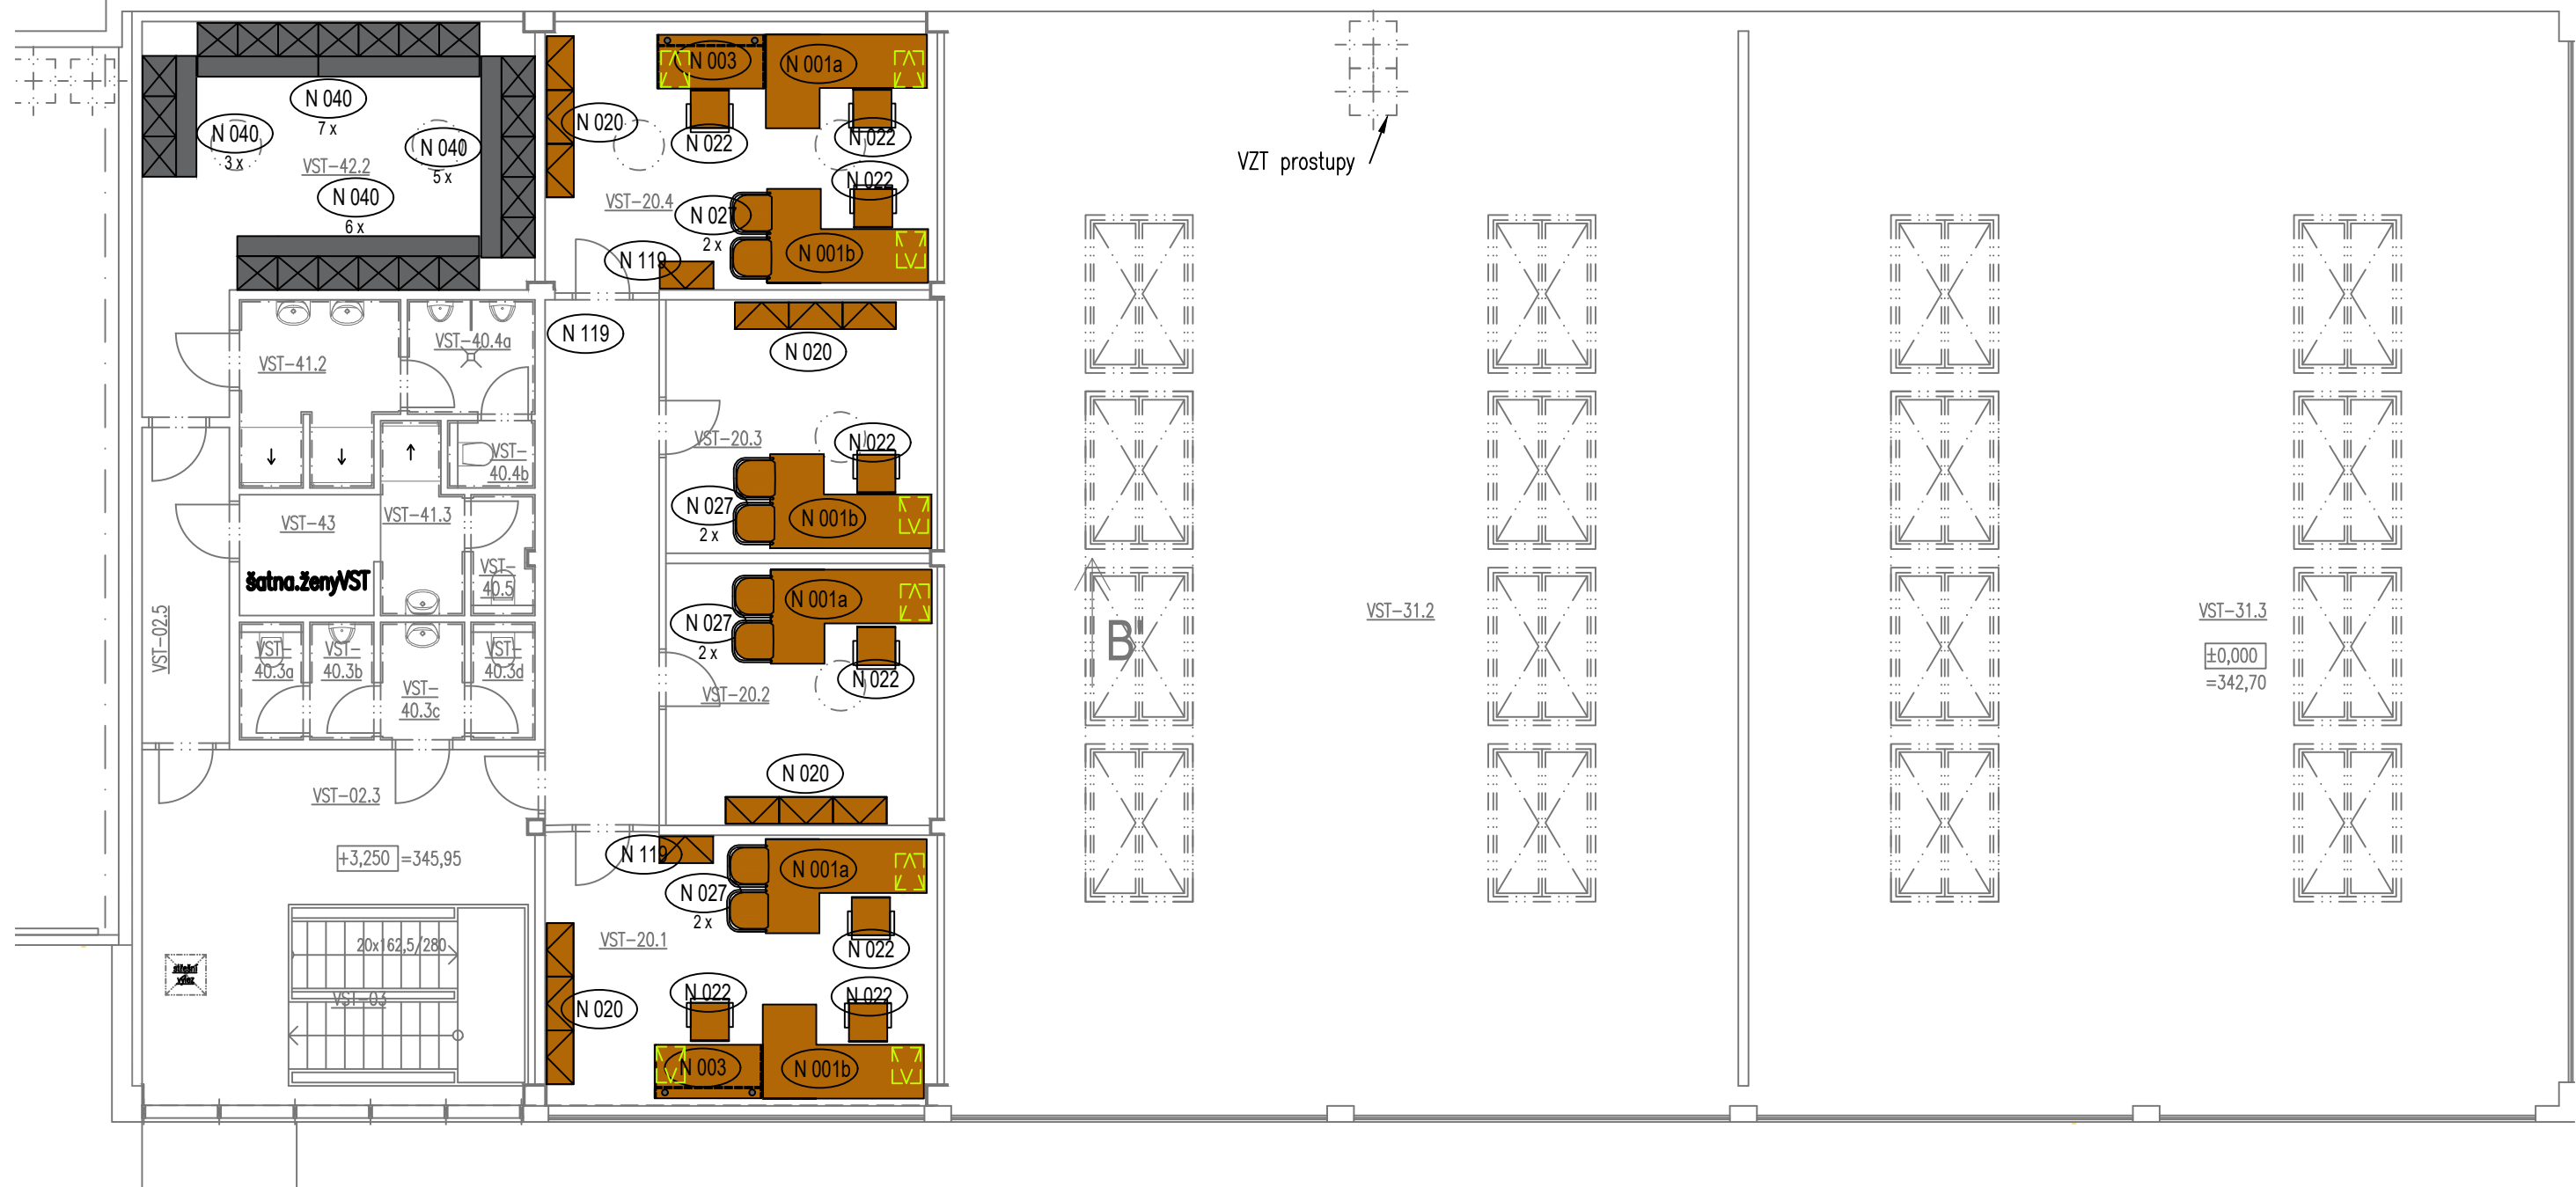 N 003
N 001a
N 040
7 x
N 040
3 x
N 040
5 x
VST-42.2
N 040
6 x
N 020
N 022
N 022
N 022
VST-20.4
N 027
2 x
N 001b
N 119
VZT prostupy
N 119
N 020
VST-40.4a
VST-41.2
VST-20.3
N 022
VST-
40.4b
N 027
2 x
N 001b
VST-43
VST-41.3
šatna.ženyVST
VST-
40.5
N 001a
N 027
2 x
N 022
VST-20.2
VST-02.5
VST-
40.3a
VST-
40.3b
VST-
40.3c
VST-
40.3d
B'
VST-31.2
VST-31.3
±0,000
=342,70
N 020
VST-02.3
+3,250 =345,95
N 119
N 001a
N 027
2 x
N 022
VST-20.1
20x162,5/280
střešní
výlez
VST-03
N 022
N 022
N 020
N 003
N 001b